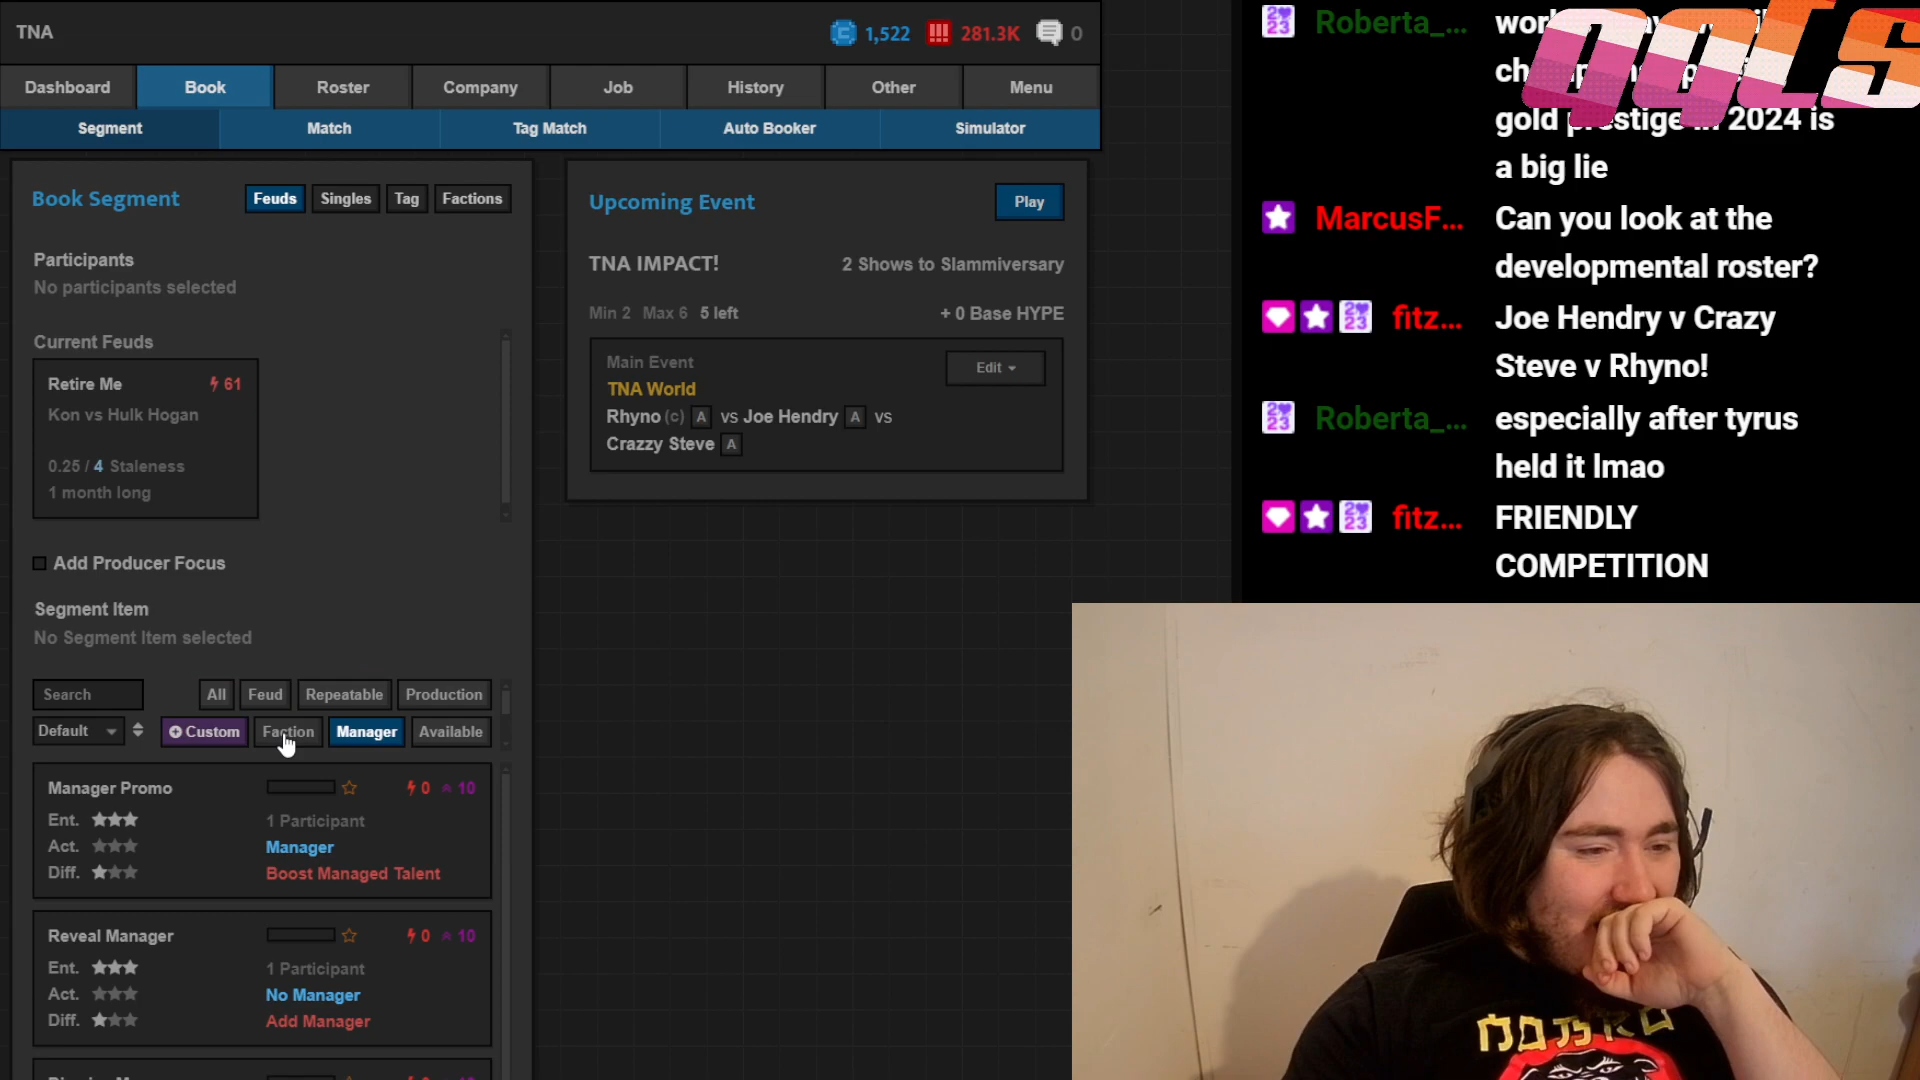 TNA
1,522
281.3K
0
Dashboard
Book
Roster
Company
Job
History
Other
Menu
Segment
Match
Tag Match
Auto Booker
Simulator
Book Segment
Feuds
Singles
Tag
Factions
Participants
No participants selected
Current Feuds
Retire Me
61
Kon vs Hulk Hogan
0.25 / 4 Staleness
1 month long
Add Producer Focus
Segment Item
No Segment Item selected
Search
All
Feud
Repeatable
Production
Default
Custom
Faction
Manager
Available
Manager Promo
0
10
Ent.
1 Participant
Act.
Manager
Diff.
Boost Managed Talent
Reveal Manager
0
10
Ent.
1 Participant
Act.
No Manager
Diff.
Add Manager
Upcoming Event
Play
TNA IMPACT!
2 Shows to Slammiversary
Min 2 Max 6 5 left
+ 0 Base HYPE
Main Event
Edit
TNA World
Rhyno (c) A vs Joe Hendry A vs
Crazzy Steve A
Roberta_...
gold prestige in 2024 is
a big lie
MarcusF...
Can you look at the
developmental roster?
fitz...
Joe Hendry v Crazy
Steve v Rhyno!
Roberta_...
especially after tyrus
held it lmao
fitz...
FRIENDLY
COMPETITION